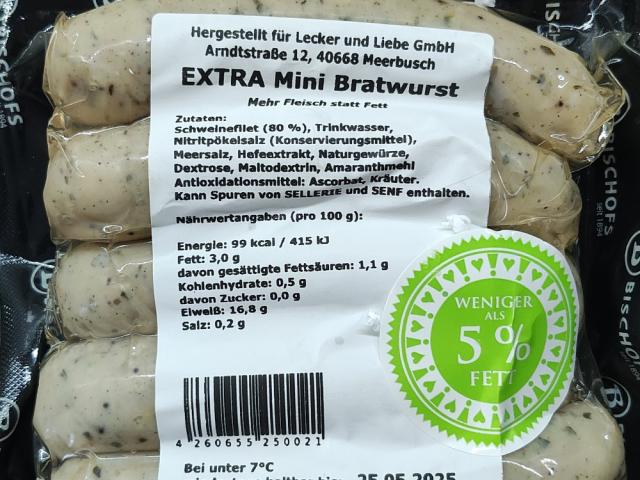 Hergestellt für Lecker und Liebe GmbH
Arndtstraße 12, 40668 Meerbusch
EXTRA Mini Bratwurst
Mehr Fleisch statt Fett
Zutaten:
Schweinefilet (80 %), Trinkwasser,
Nitritpökelsalz (Konservierungsmittel),
Meersalz, Hefeextrakt, Naturgewürze,
Dextrose, Maltodextrin, Amaranthmehl
Antioxidationsmittel: Ascorbat, Kräuter.
Kann Spuren von SELLERIE und SENF enthalten.
Nährwertangaben (pro 100 g):
Energie: 99 kcal / 415 kJ
Fett: 3,0 g
davon gesättigte Fettsäuren: 1,1 g
Kohlenhydrate: 0,5 g
davon Zucker: 0,0 g
Eiweiß: 16,8 g
Salz: 0,2 g
4 260655 250021
Bei unter 7°C
25.05.2025
WENIGER
ALS
5 %
FETT
BISCHOFS
seit 1694
BISCHOFS
seit 1694
B